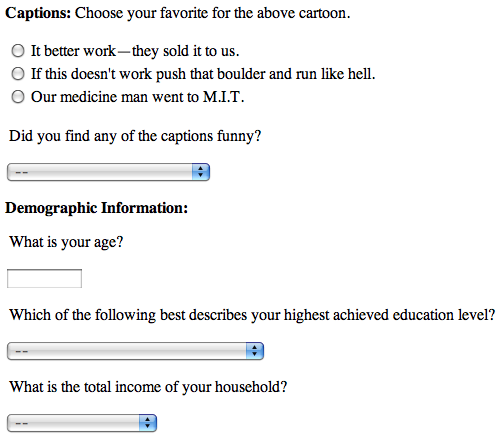 Captions: Choose your favorite for the above cartoon.
It better work—they sold it to us.
If this doesn't work push that boulder and run like hell.
Our medicine man went to M.I.T.
Did you find any of the captions funny?
--
Demographic Information:
What is your age?
Which of the following best describes your highest achieved education level?
--
What is the total income of your household?
--